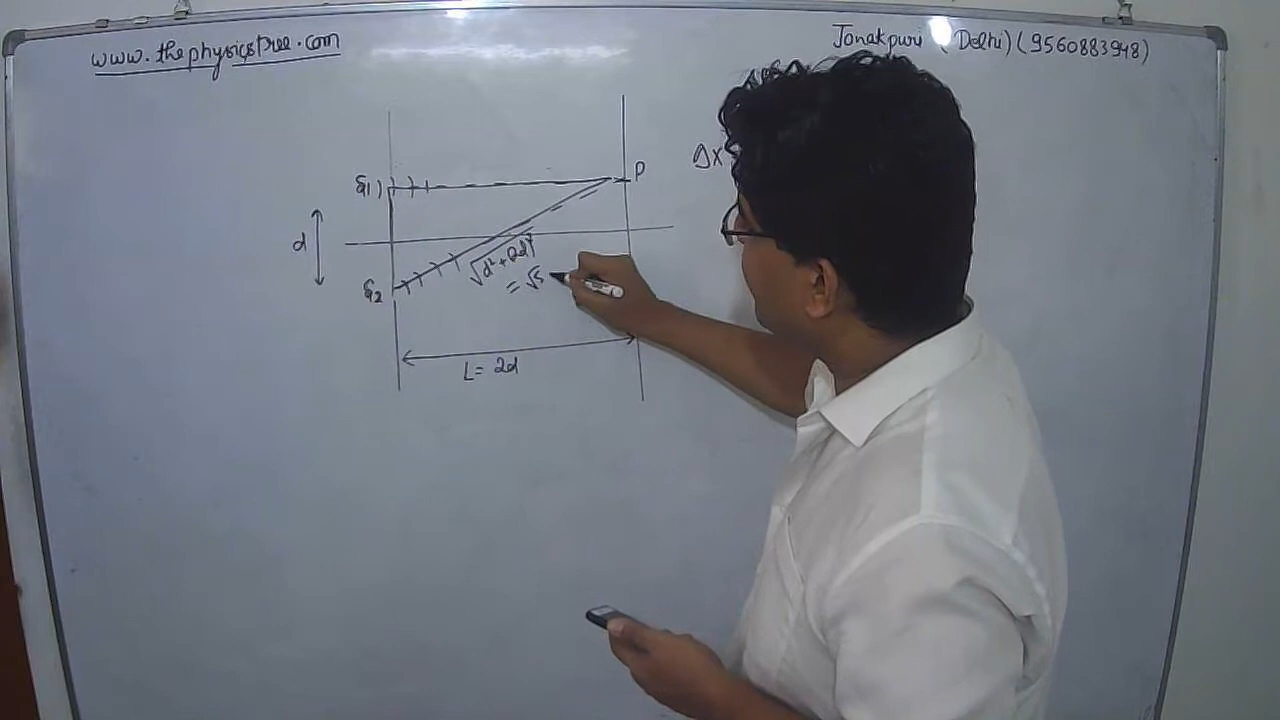 www.thephysicstree.com
Janakpuri (Delhi) (9560883948)
Δx
S1
P
d
√d²+(2d)²
= √5
S2
L= 2d